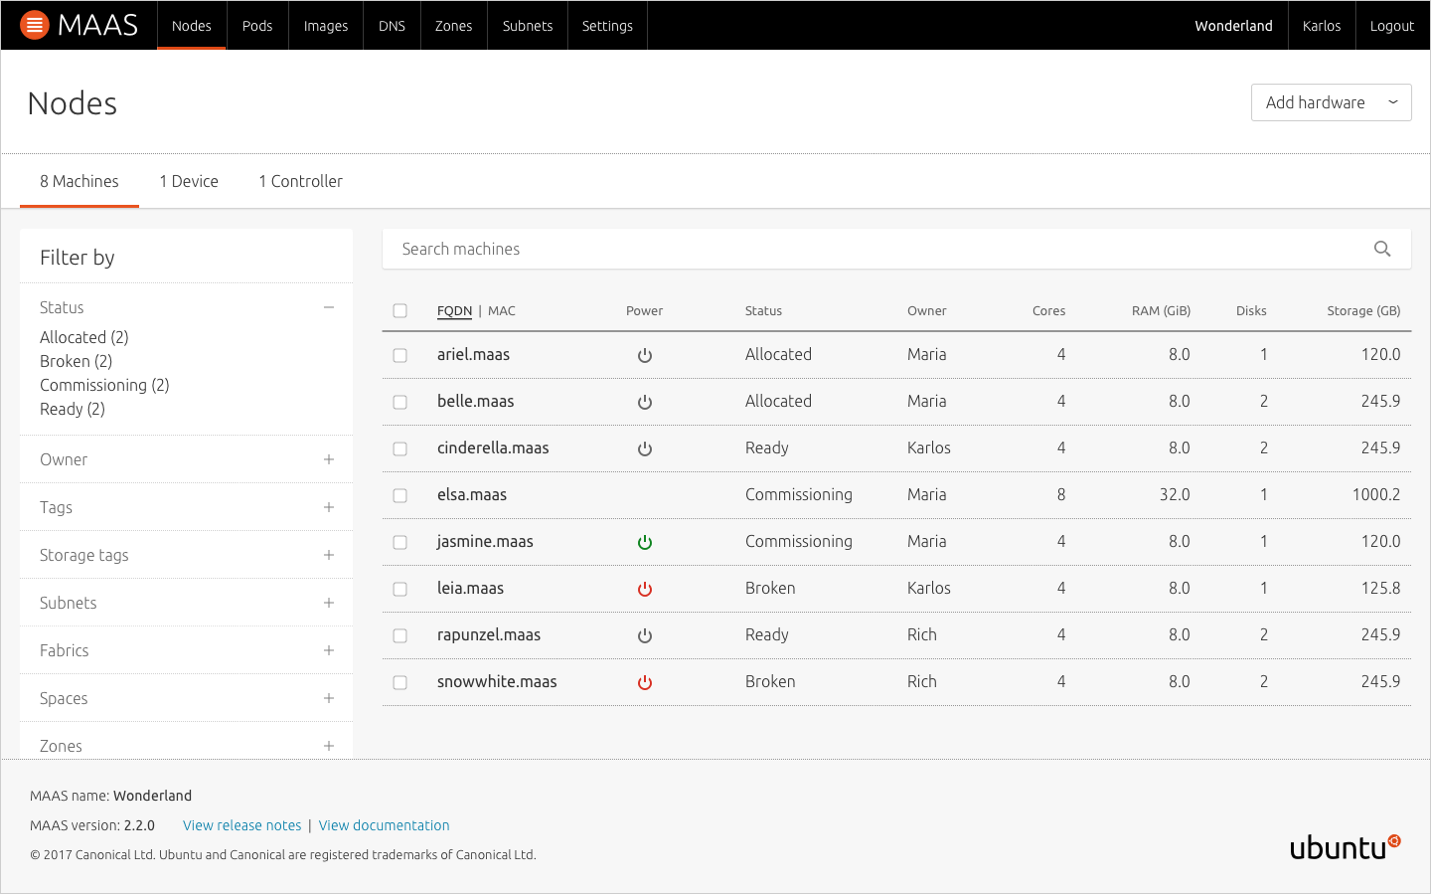 MAAS Nodes Pods Images DNS Zones Subnets Settings Wonderland Karlos Logout
Nodes
Add hardware
8 Machines 1 Device 1 Controller
Filter by
Status
Allocated (2)
Broken (2)
Commissioning (2)
Ready (2)
Owner
Tags
Storage tags
Subnets
Fabrics
Spaces
Zones
Search machines
FQDN | MAC Power Status Owner Cores RAM (GiB) Disks Storage (GB)
ariel.maas Allocated Maria 4 8.0 1 120.0
belle.maas Allocated Maria 4 8.0 2 245.9
cinderella.maas Ready Karlos 4 8.0 2 245.9
elsa.maas Commissioning Maria 8 32.0 1 1000.2
jasmine.maas Commissioning Maria 4 8.0 1 120.0
leia.maas Broken Karlos 4 8.0 1 125.8
rapunzel.maas Ready Rich 4 8.0 2 245.9
snowwhite.maas Broken Rich 4 8.0 2 245.9
MAAS name: Wonderland
MAAS version: 2.2.0 View release notes | View documentation
© 2017 Canonical Ltd. Ubuntu and Canonical are registered trademarks of Canonical Ltd.
ubuntu